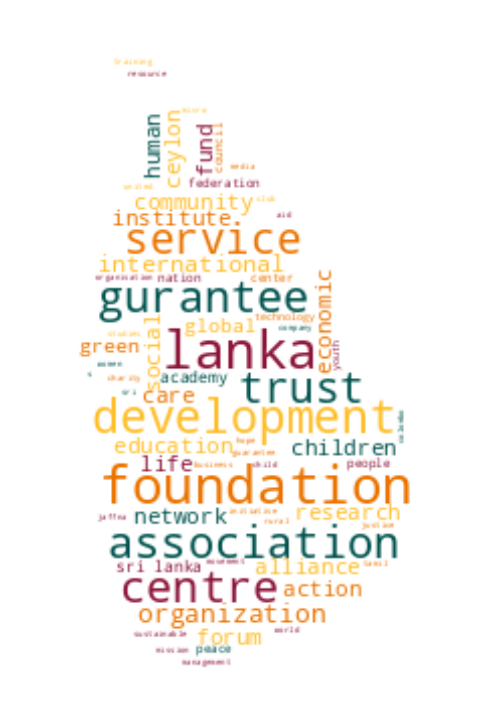 training
resource
micro
human
ceylon
fund
council
media
united
federation
community
club
institute.
aid
service
international
organisation
nation
center
economic
gurantee
technology
social
global
company
studies
lanka
green
youth
women
academy
charity
trust
sri
care
development
education
hope
guarantee
children
life
business
child
people
foundation
jaffna
network
initiative
research
rural
justice
association
sri lanka
movement
alliance
tamil
centre
action
organization
sustainable
forum
world
mission
peace
management